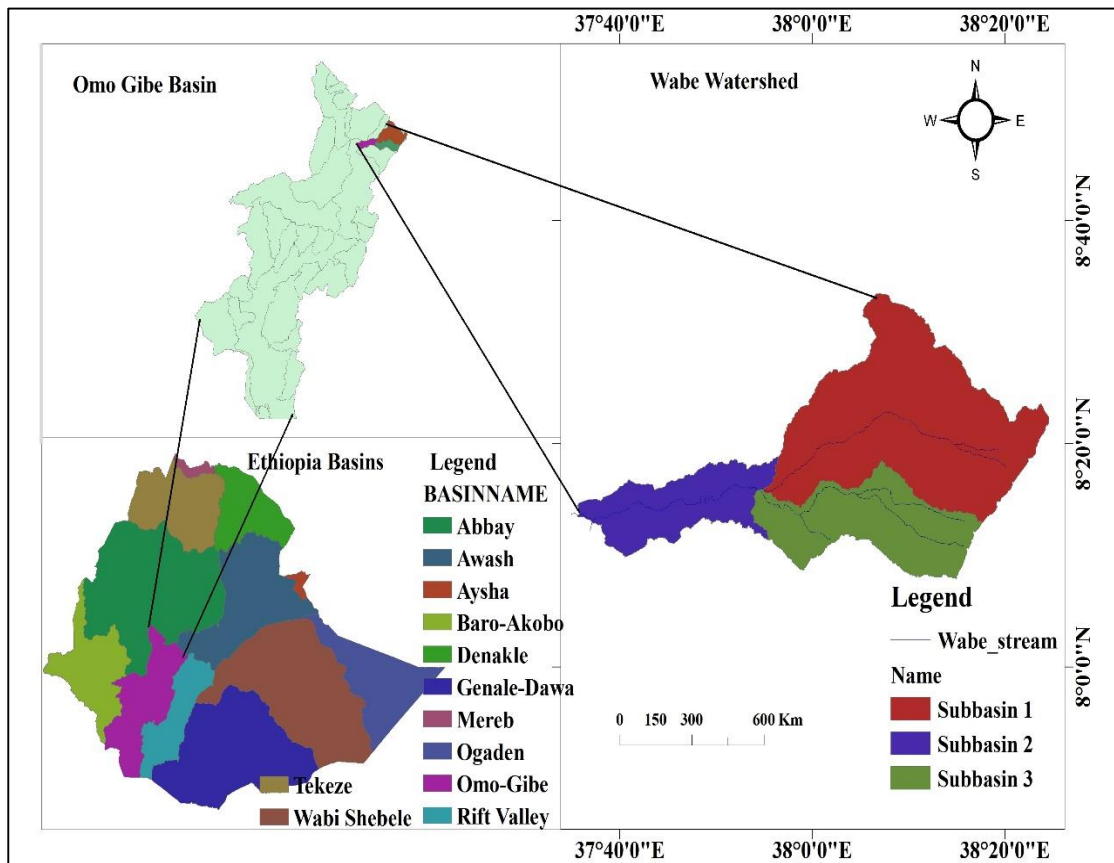 37°40'0"E 38°0'0"E 38°20'0"E
Omo Gibe Basin
Wabe Watershed
N
W E
S
8°40'0"N
8°20'0"N
8°0'0"N
Ethiopia Basins
Legend
BASINNAME
Abbay
Awash
Aysha
Baro-Akobo
Denakle
Genale-Dawa
Mereb
Ogaden
Omo-Gibe
Rift Valley
Tekeze
Wabi Shebele
Legend
Wabe_stream
Name
Subbasin 1
Subbasin 2
Subbasin 3
0 150 300 600 Km
37°40'0"E 38°0'0"E 38°20'0"E